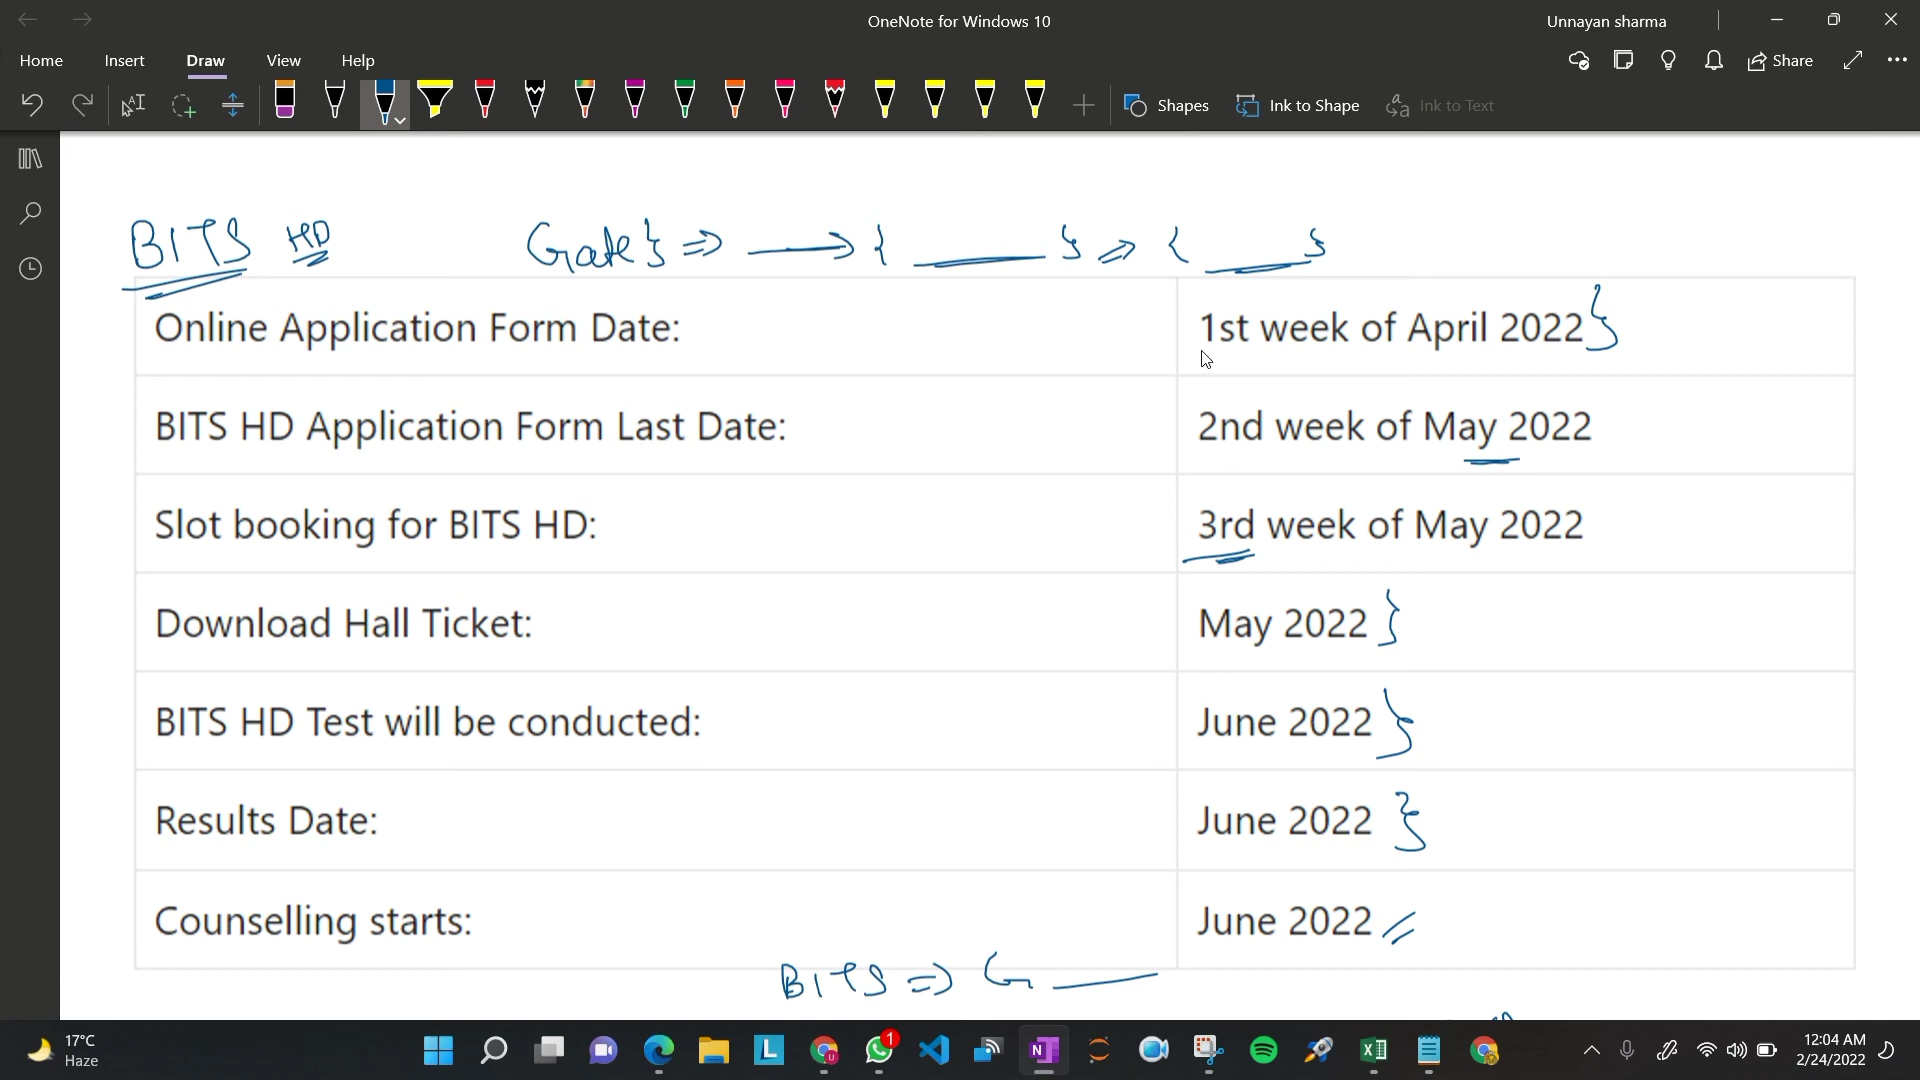 OneNote for Windows 10
Unnayan sharma
Home Insert Draw View Help
Share
Shapes Ink to Shape Ink to Text
BITS HD Gate} => —> { ___ } => { ___ }
Online Application Form Date: 1st week of April 2022 }
BITS HD Application Form Last Date: 2nd week of May 2022
Slot booking for BITS HD: 3rd week of May 2022
Download Hall Ticket: May 2022 }
BITS HD Test will be conducted: June 2022 }
Results Date: June 2022 }
Counselling starts: June 2022
BITS => G ___
17°C
Haze
1
12:04 AM
2/24/2022